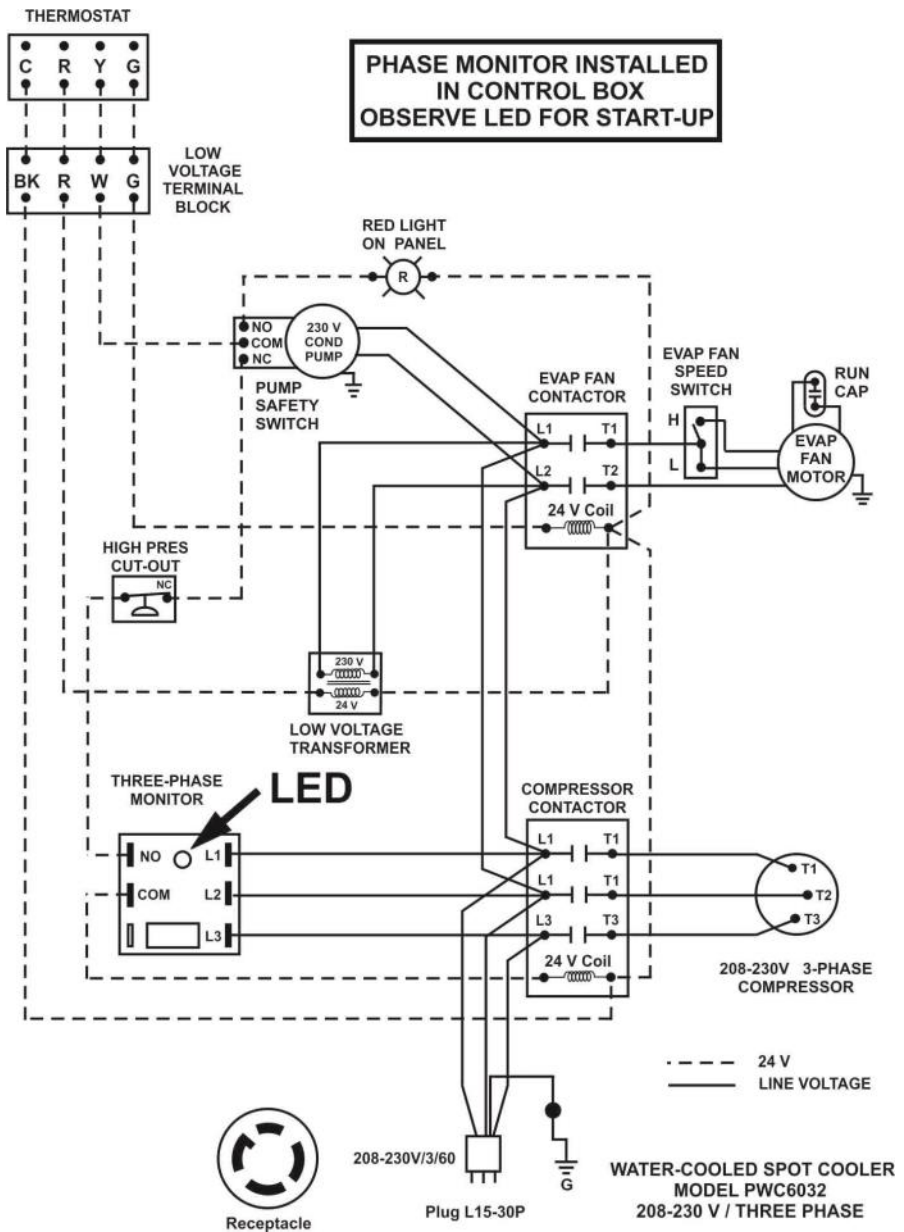 THERMOSTAT
C R Y G
PHASE MONITOR INSTALLED
IN CONTROL BOX
OBSERVE LED FOR START-UP
BK R W G
LOW
VOLTAGE
TERMINAL
BLOCK
RED LIGHT
ON PANEL
R
NO
COM
NC
230 V
COND
PUMP
PUMP
SAFETY
SWITCH
EVAP FAN
CONTACTOR
L1 T1
L2 T2
24 V Coil
EVAP FAN
SPEED
SWITCH
H
L
RUN
CAP
EVAP
FAN
MOTOR
HIGH PRES
CUT-OUT
NC
230 V
24 V
LOW VOLTAGE
TRANSFORMER
THREE-PHASE
MONITOR
LED
NO L1
COM L2
L3
COMPRESSOR
CONTACTOR
L1 T1
L1 T1
L3 T3
24 V Coil
T1
T2
T3
208-230V 3-PHASE
COMPRESSOR
24 V
LINE VOLTAGE
Receptacle
208-230V/3/60
Plug L15-30P
G
WATER-COOLED SPOT COOLER
MODEL PWC6032
208-230 V / THREE PHASE